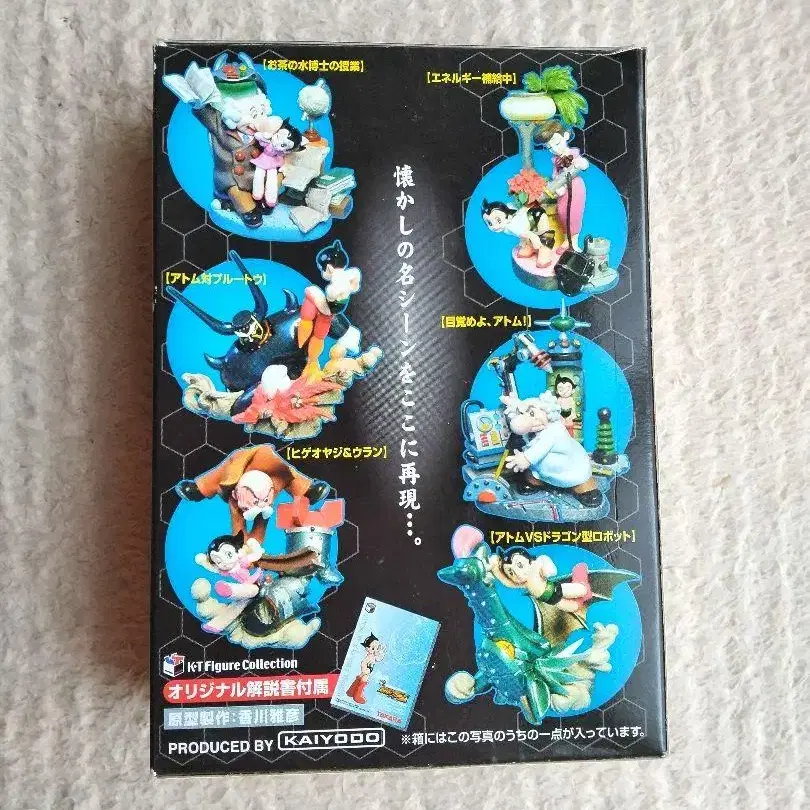 【お茶の水博士の授業】
【エネルギー補給中】
懐かしの名シーンをここに再現…。
【アトム対プルートウ】
【目覚めよ、アトム!】
【ヒゲオヤジ&ウラン】
【アトムVSドラゴン型ロボット】
K・T Figure Collection
オリジナル解説書付属
TAKARA
原型製作:香川雅彦
PRODUCED BY KAIYODO
※箱にはこの写真のうちの一点が入っています。